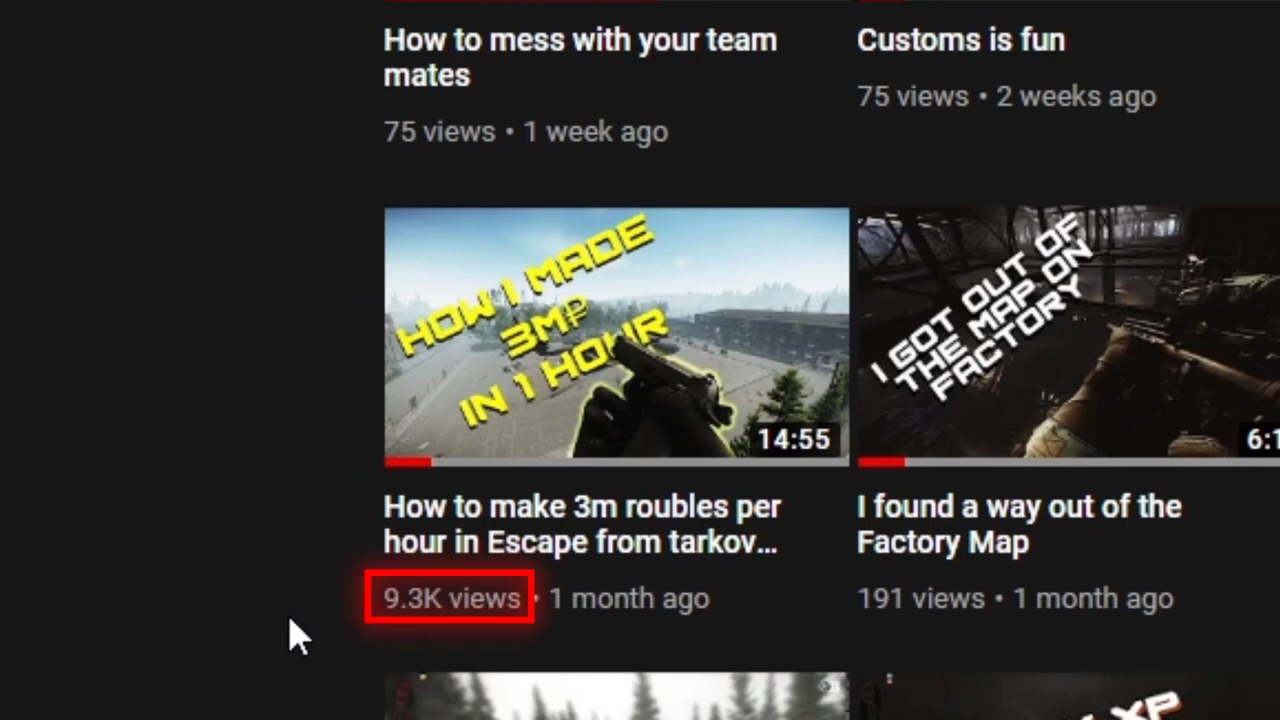 How to mess with your team
mates
75 views • 1 week ago
Customs is fun
75 views • 2 weeks ago
HOW I MADE
3M₽
IN 1 HOUR
14:55
I GOT OUT OF
THE MAP ON
FACTORY
6:1
How to make 3m roubles per
hour in Escape from tarkov...
9.3K views • 1 month ago
I found a way out of the
Factory Map
191 views • 1 month ago
XP